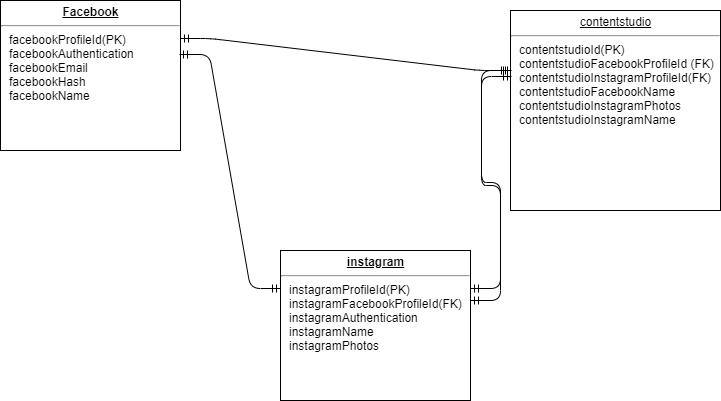 Facebook
facebookProfileId(PK)
facebookAuthentication
facebookEmail
facebookHash
facebookName
contentstudio
contentstudioId(PK)
contentstudioFacebookProfileId (FK)
contentstudioInstagramProfileId(FK)
contentstudioFacebookName
contentstudioInstagramPhotos
contentstudioInstagramName
instagram
instagramProfileId(PK)
instagramFacebookProfileId(FK)
instagramAuthentication
instagramName
instagramPhotos